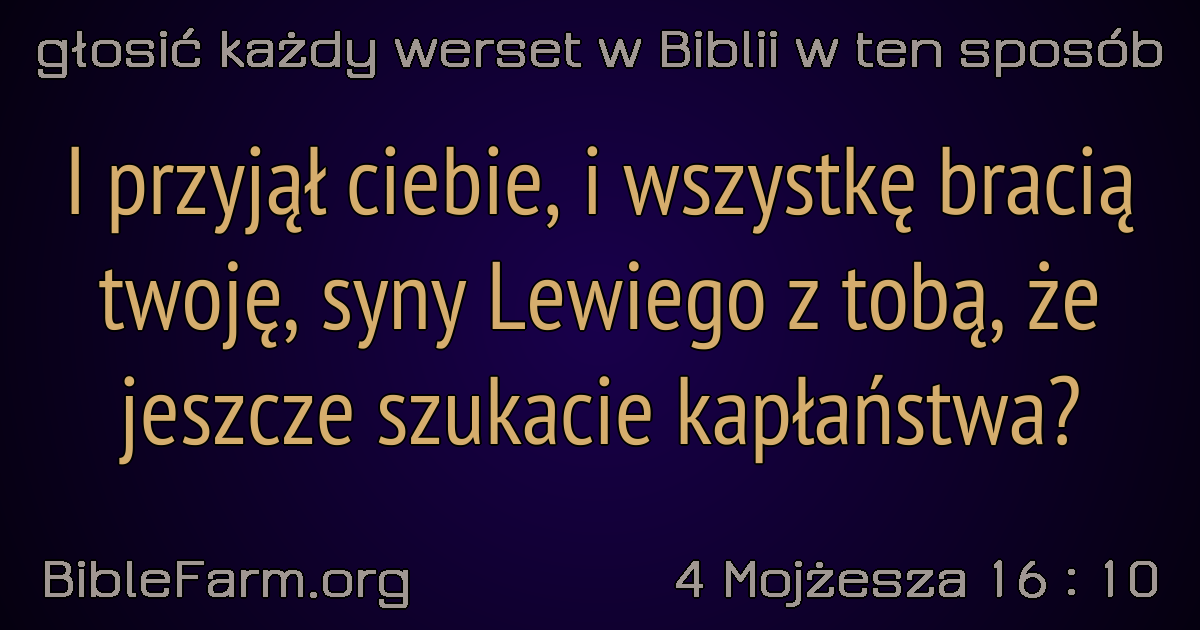 głosić każdy werset w Biblii w ten sposób
I przyjął ciebie, i wszystkę bracią
twoję, syny Lewiego z tobą, że
jeszcze szukacie kapłaństwa?
BibleFarm.org
4 Mojżesza 16 : 10